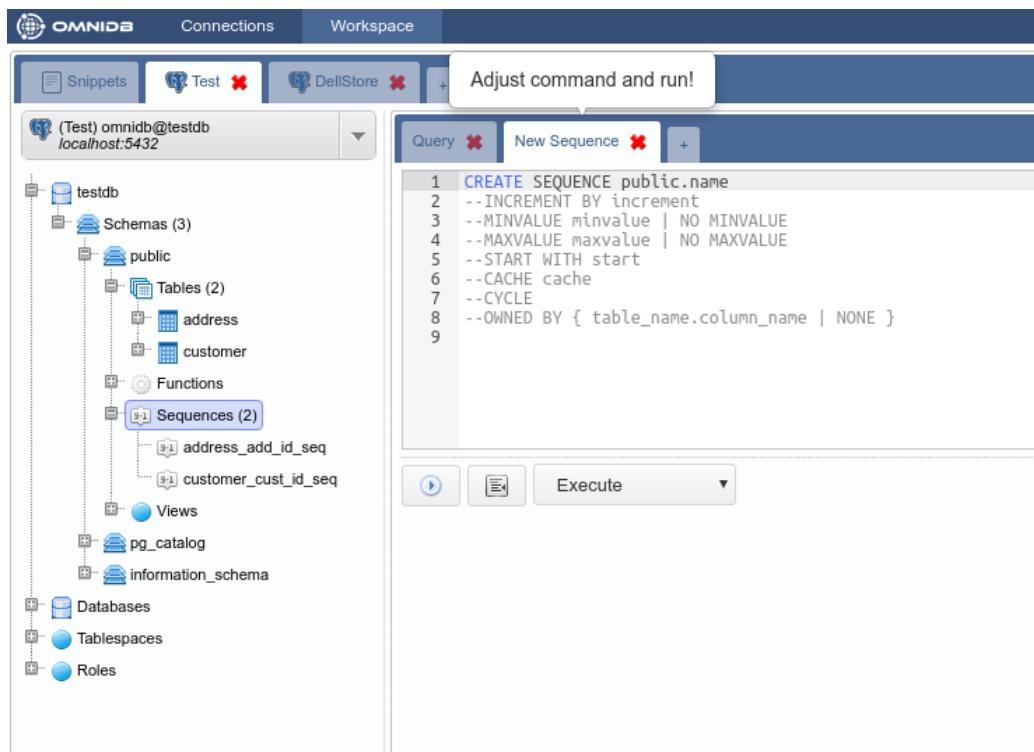 OMNIDB Connections Workspace
Snippets Test DellStore +
Adjust command and run!
(Test) omnidb@testdb
localhost:5432
testdb
Schemas (3)
public
Tables (2)
address
customer
Functions
Sequences (2)
address_add_id_seq
customer_cust_id_seq
Views
pg_catalog
information_schema
Databases
Tablespaces
Roles
Query New Sequence +
1 CREATE SEQUENCE public.name
2 --INCREMENT BY increment
3 --MINVALUE minvalue | NO MINVALUE
4 --MAXVALUE maxvalue | NO MAXVALUE
5 --START WITH start
6 --CACHE cache
7 --CYCLE
8 --OWNED BY { table_name.column_name | NONE }
9
Execute